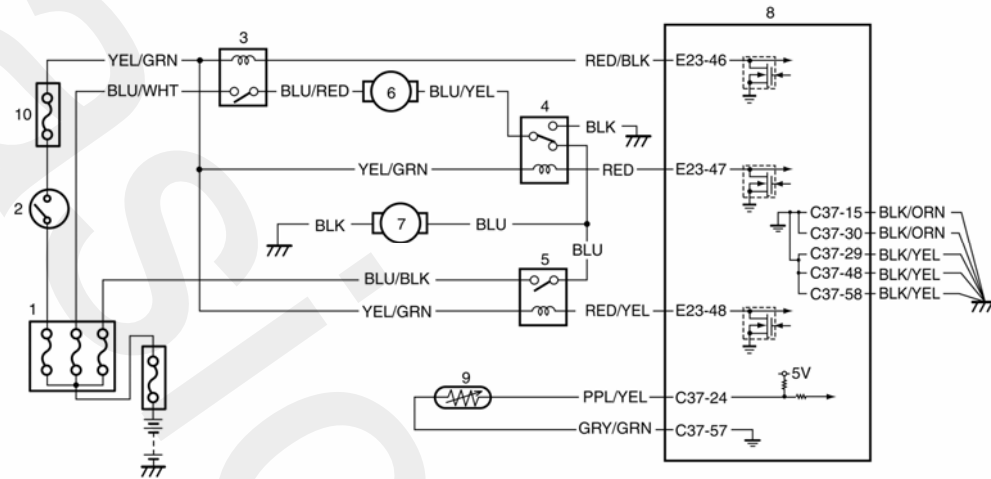 8
3
YEL/GRN
RED/BLK
E23-46
BLU/WHT
BLU/RED
6
BLU/YEL
4
10
BLK
2
YEL/GRN
RED
E23-47
C37-15
BLK/ORN
BLK
7
BLU
C37-30
BLK/ORN
BLU
C37-29
BLK/YEL
5
C37-48
BLK/YEL
BLU/BLK
C37-58
BLK/YEL
1
YEL/GRN
RED/YEL
E23-48
9
5V
PPL/YEL
C37-24
GRY/GRN
C37-57